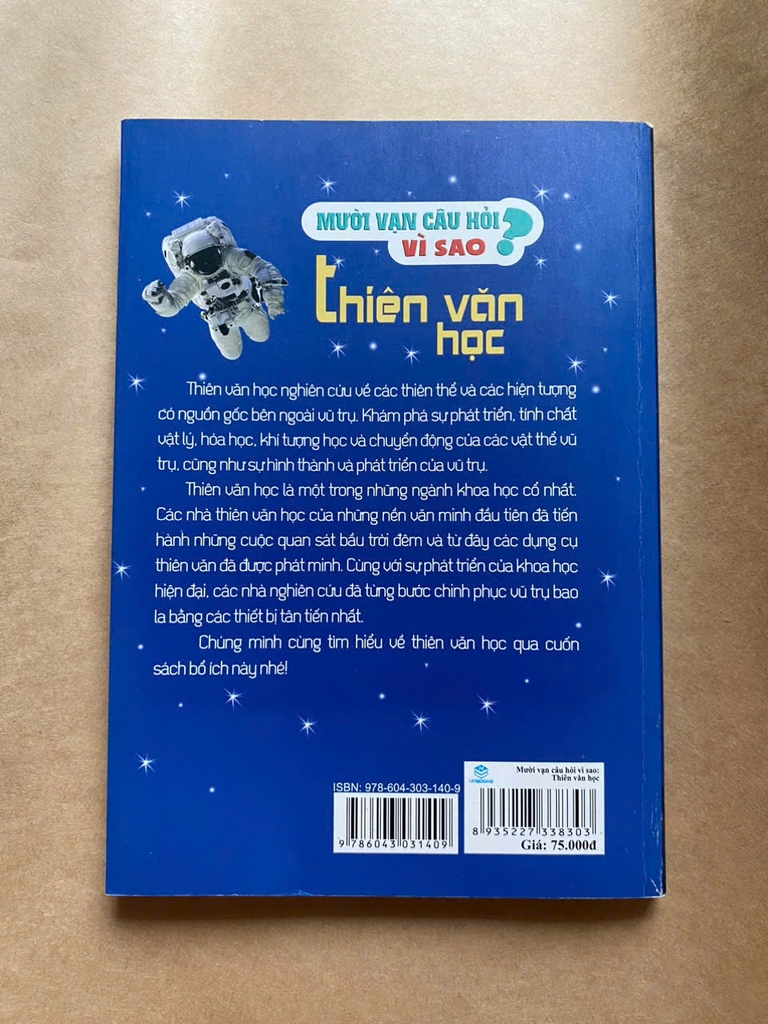 MƯỜI VẠN CÂU HỎI
VÌ SAO ?
Thiên văn
học
Thiên văn học nghiên cứu về các thiên thể và các hiện tượng
có nguồn gốc bên ngoài vũ trụ. Khám phá sự phát triển, tính chất
vật lý, hóa học, khí tượng học và chuyển động của các vật thể vũ
trụ, cũng như sự hình thành và phát triển của vũ trụ.
Thiên văn học là một trong những ngành khoa học cổ nhất.
Các nhà thiên văn học của những nền văn minh đầu tiên đã tiến
hành những cuộc quan sát bầu trời đêm và từ đây các dụng cụ
thiên văn đã được phát minh. Cùng với sự phát triển của khoa học
hiện đại, các nhà nghiên cứu đã từng bước chinh phục vũ trụ bao
la bằng các thiết bị tân tiến nhất.
Chúng mình cùng tìm hiểu về thiên văn học qua cuốn
sách bổ ích này nhé!
ISBN: 978-604-303-140-9
9 786043 031409
Mười vạn câu hỏi vì sao:
Thiên văn học
8 935227 338303
Giá: 75.000đ